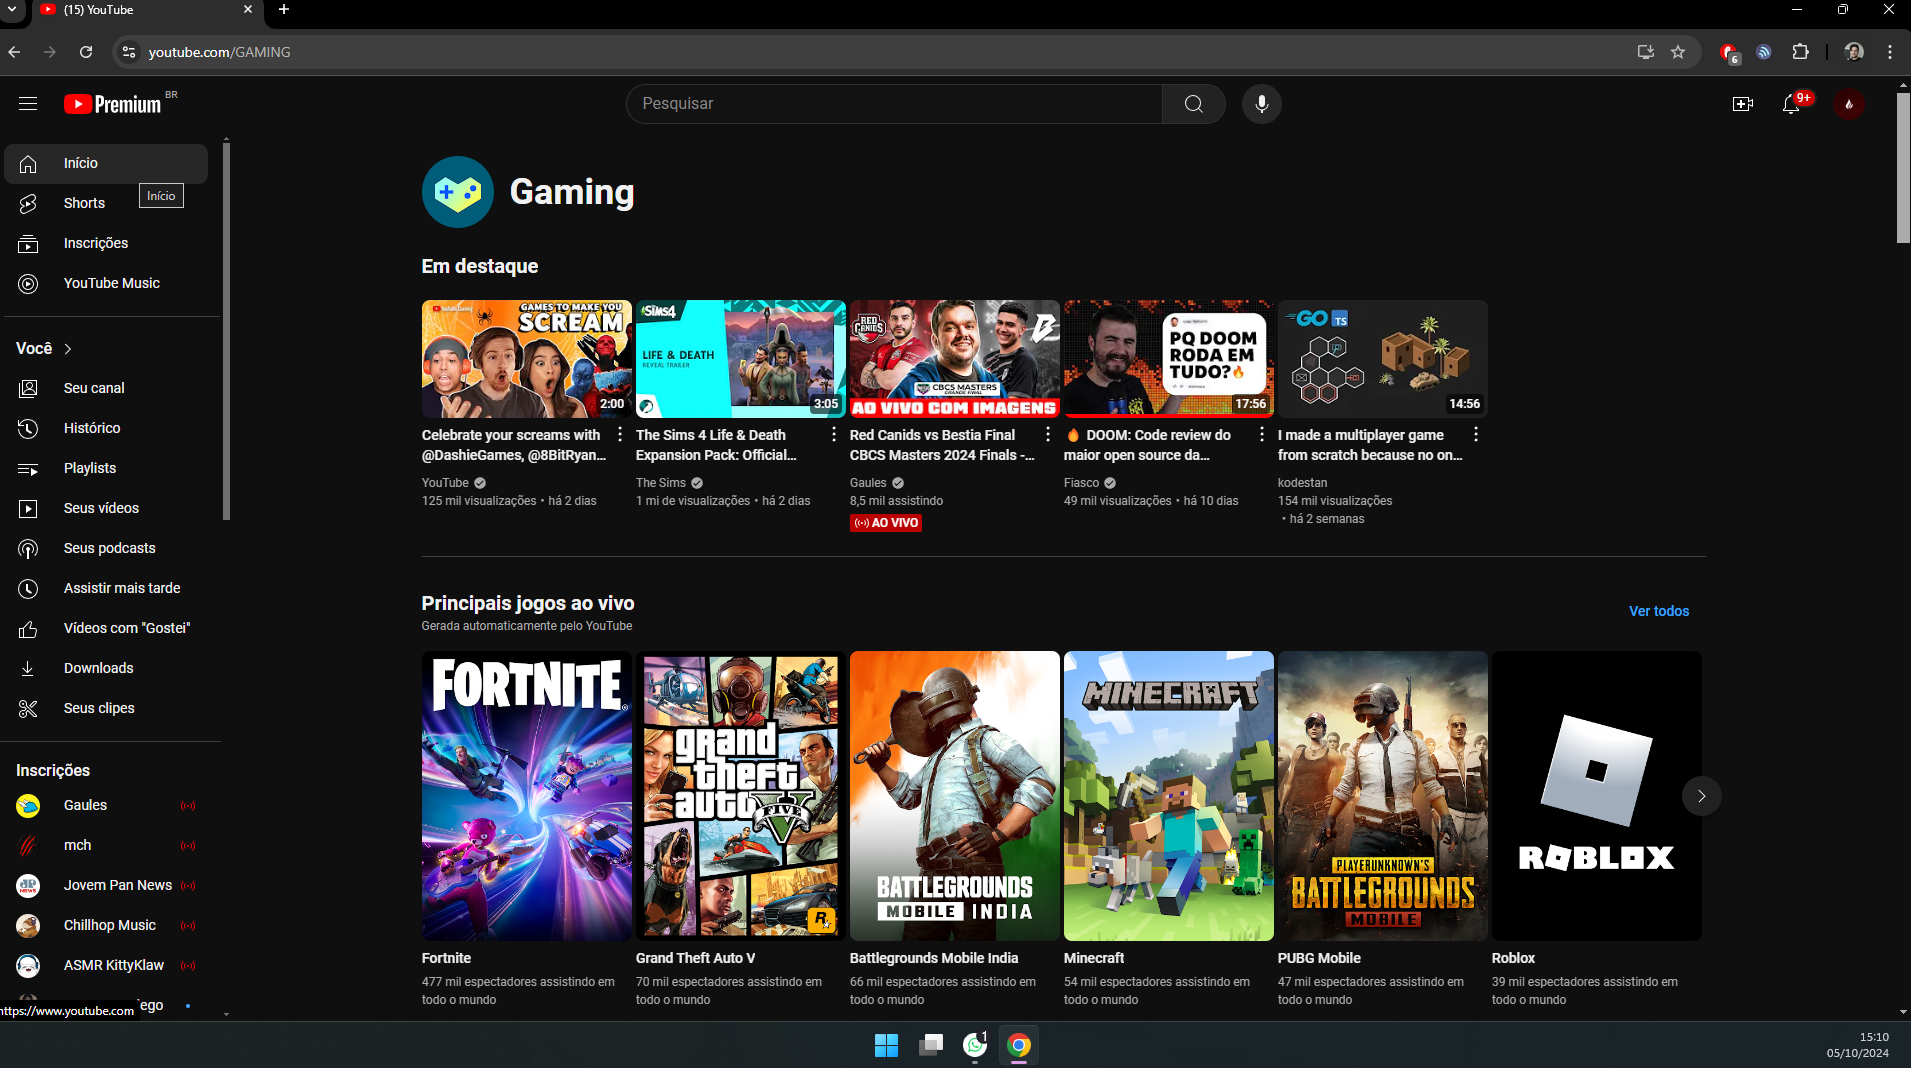 (15) YouTube
youtube.com/GAMING
6
Premium BR
Pesquisar
9+
Início
Início
Shorts
Inscrições
YouTube Music
Você
Seu canal
Histórico
Playlists
Seus vídeos
Seus podcasts
Assistir mais tarde
Vídeos com "Gostei"
Downloads
Seus clipes
Inscrições
Gaules
mch
Jovem Pan News
Chillhop Music
ASMR KittyKlaw
https://www.youtube.com
Gaming
Em destaque
GAMES TO MAKE YOU
SCREAM
2:00
Celebrate your screams with
@DashieGames, @8BitRyan...
YouTube
125 mil visualizações • há 2 dias
SIMS4
LIFE & DEATH
REVEAL TRAILER
3:05
The Sims 4 Life & Death
Expansion Pack: Official...
The Sims
1 mi de visualizações • há 2 dias
RED
CANIDS
CBCS MASTERS
GRANDE FINAL
AO VIVO COM IMAGENS
Red Canids vs Bestia Final
CBCS Masters 2024 Finals -...
Gaules
8,5 mil assistindo
AO VIVO
PQ DOOM
RODA EM
TUDO?🔥
17:56
🔥 DOOM: Code review do
maior open source da...
Fiasco
49 mil visualizações • há 10 dias
GO TS
14:56
I made a multiplayer game
from scratch because no on...
kodestan
154 mil visualizações
• há 2 semanas
Principais jogos ao vivo
Gerada automaticamente pelo YouTube
Ver todos
FORTNITE
Fortnite
477 mil espectadores assistindo em
todo o mundo
grand
theft
auto
V
FIVE
R
Grand Theft Auto V
70 mil espectadores assistindo em
todo o mundo
BATTLEGROUNDS
MOBILE INDIA
Battlegrounds Mobile India
66 mil espectadores assistindo em
todo o mundo
MINECRAFT
Minecraft
54 mil espectadores assistindo em
todo o mundo
PLAYERUNKNOWN'S
BATTLEGROUNDS
MOBILE
PUBG Mobile
47 mil espectadores assistindo em
todo o mundo
ROBLOX
Roblox
39 mil espectadores assistindo em
todo o mundo
1
15:10
05/10/2024